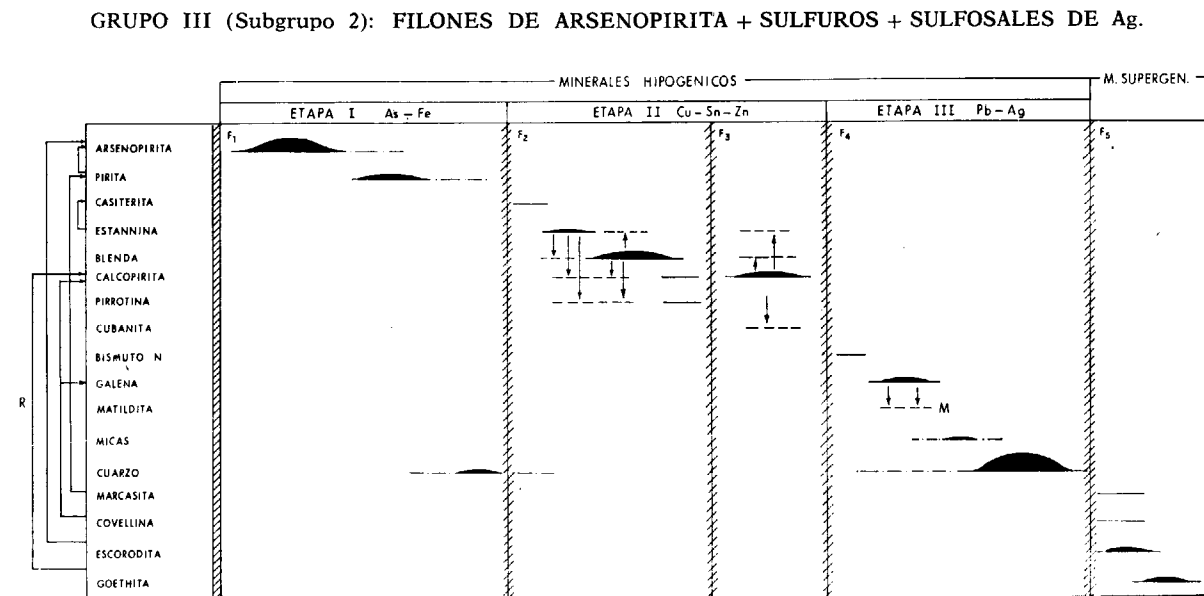 GRUPO III (Subgrupo 2): FILONES DE ARSENOPIRITA + SULFUROS + SULFOSALES DE Ag.
MINERALES HIPOGENICOS M. SUPERGEN.
ETAPA I As – Fe ETAPA II Cu – Sn – Zn ETAPA III Pb – Ag
F1 F2 F3 F4 F5
ARSENOPIRITA
PIRITA
CASITERITA
ESTANNINA
BLENDA
CALCOPIRITA
PIRROTINA
CUBANITA
BISMUTO N
GALENA
R
MATILDITA M
MICAS
CUARZO
MARCASITA
COVELLINA
ESCORODITA
GOETHITA